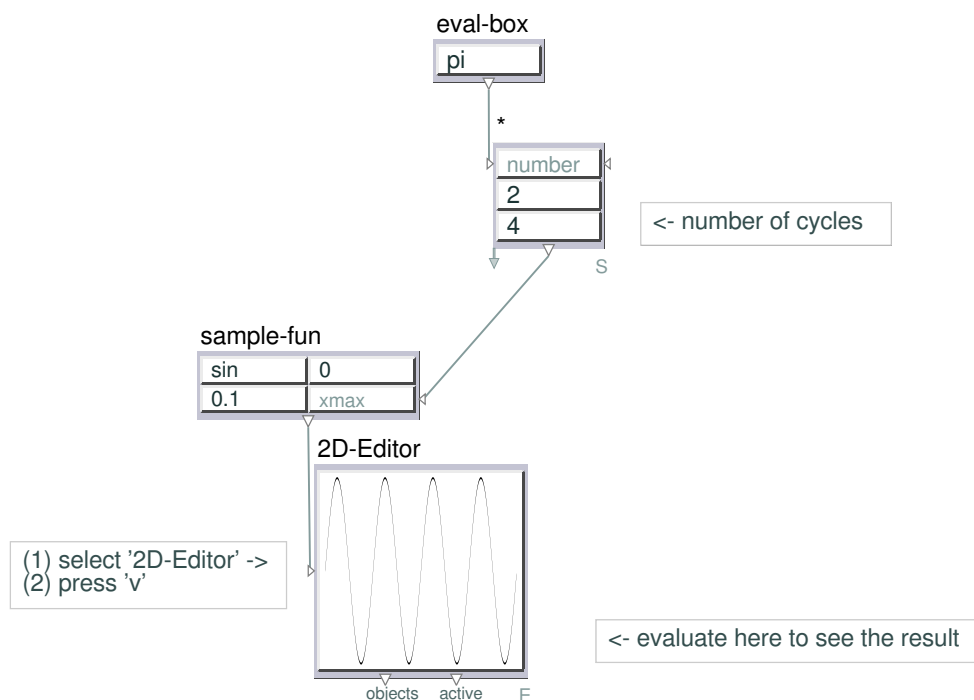 eval-box
pi
*
number
2
4
<- number of cycles
S
sample-fun
sin 0
0.1 xmax
2D-Editor
(1) select '2D-Editor' ->
(2) press 'v'
<- evaluate here to see the result
objects active